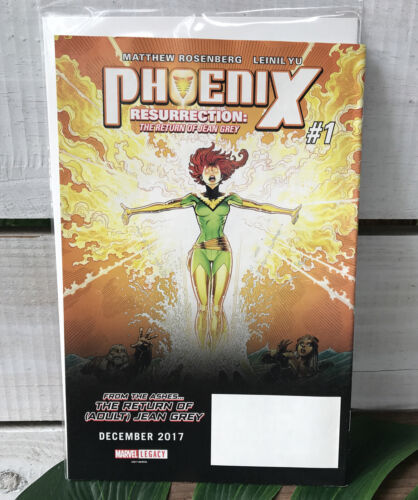 MATTHEW ROSENBERG LEINIL YU
PHOENIX
RESURRECTION:
THE RETURN OF JEAN GREY
#1
FROM THE ASHES...
THE RETURN OF
(ADULT) JEAN GREY
DECEMBER 2017
MARVEL LEGACY